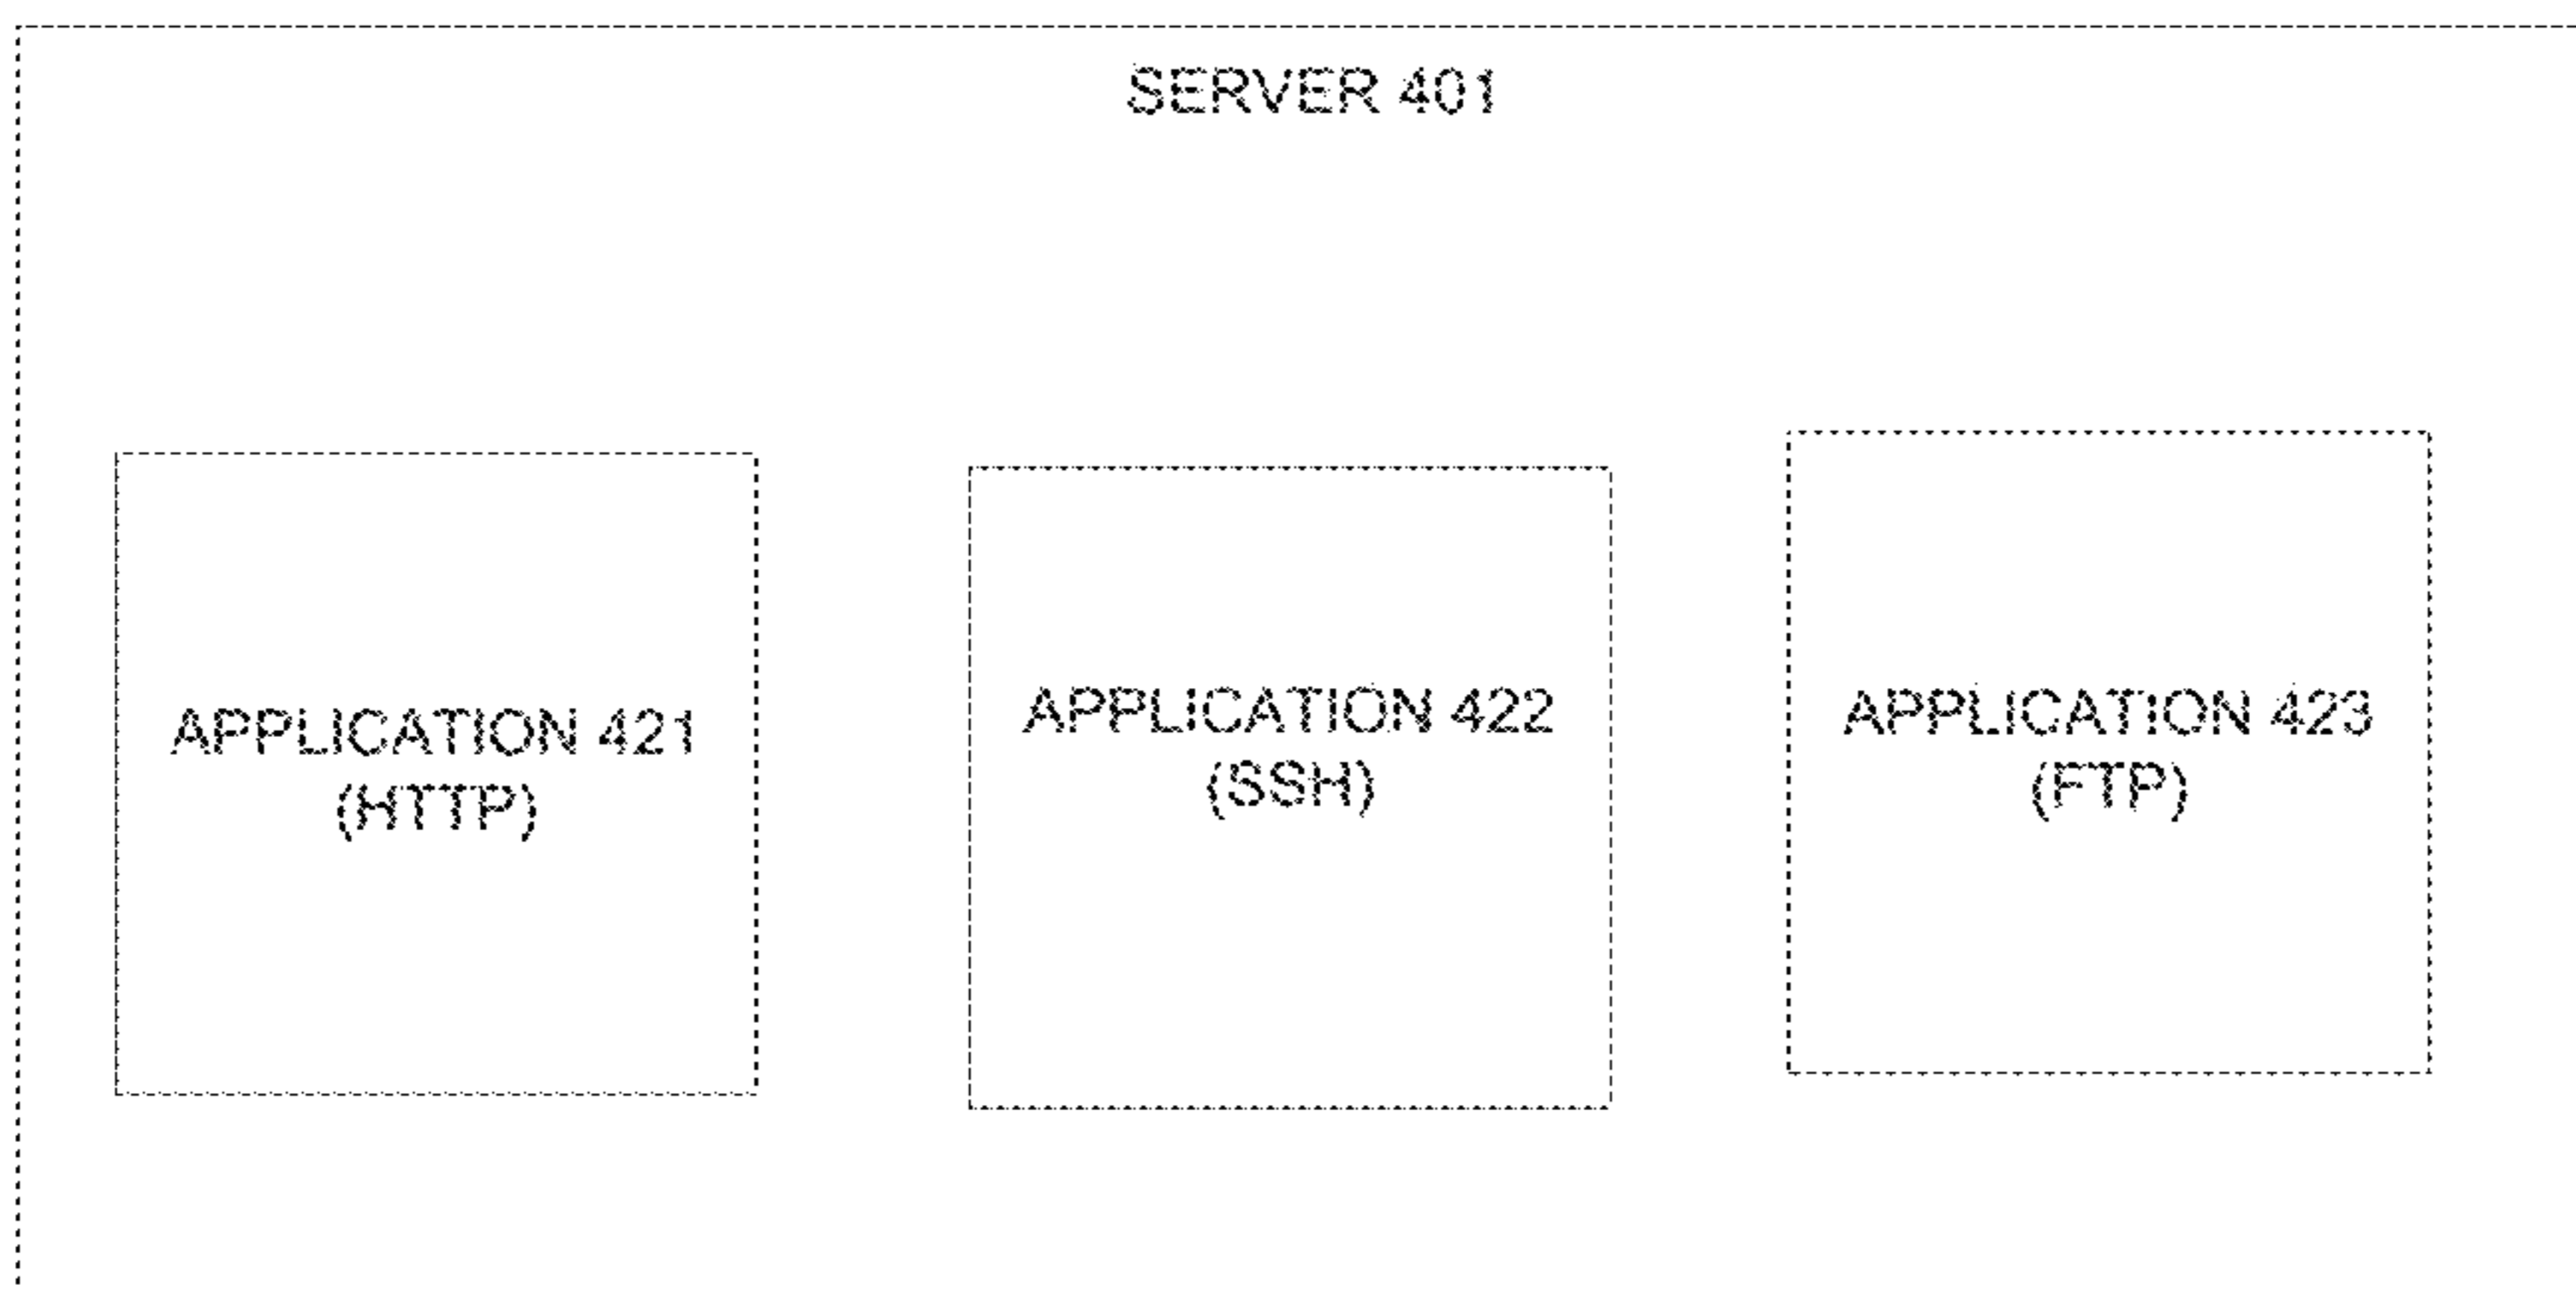 SERVER 401
APPLICATION 421
(HTTP)
APPLICATION 422
(SSH)
APPLICATION 423
(FTP)